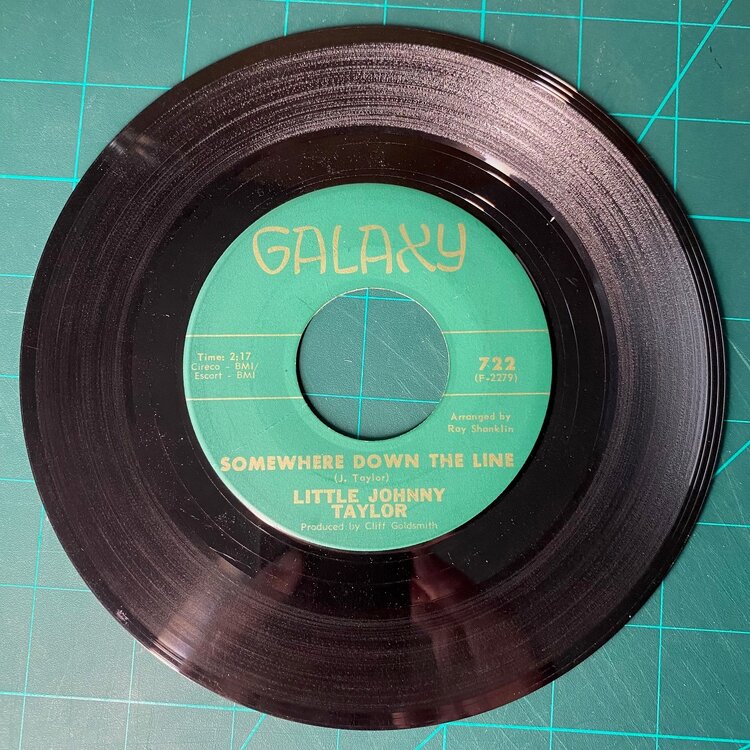 GALAXY
Time: 2;17
Cireco - BMI/
Escort - BMI
722
(F-2279)
Arranged by
Ray Shanklin
SOMEWHERE DOWN THE LINE
(J. Taylor)
LITTLE JOHNNY
TAYLOR
Produced by Cliff Goldsmith